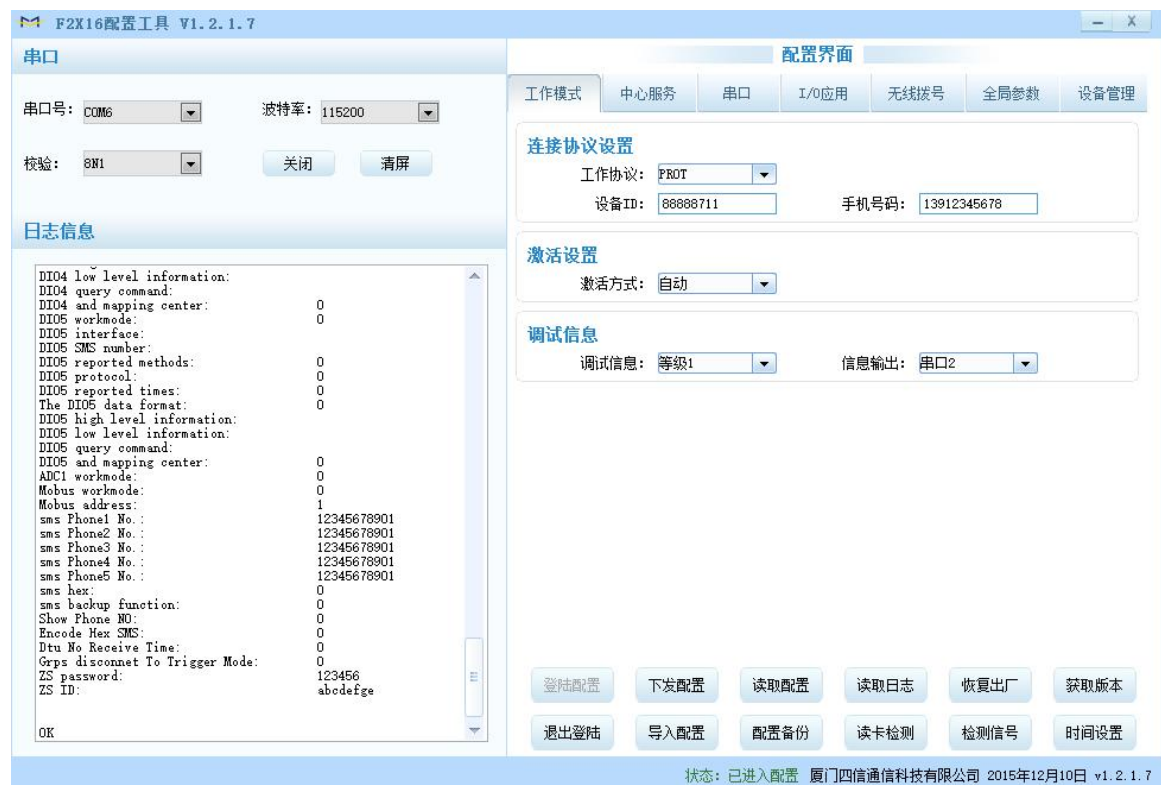 F2X16配置工具 V1.2.1.7
串口
串口号： COM6 波特率： 115200
校验： 8N1 关闭 清屏
日志信息
DIO4 low level information:
DIO4 query command:
DIO4 and mapping center: 0
DIO5 workmode: 0
DIO5 interface:
DIO5 SMS number:
DIO5 reported methods: 0
DIO5 protocol: 0
DIO5 reported times: 0
The DIO5 data format: 0
DIO5 high level information:
DIO5 low level information:
DIO5 query command:
DIO5 and mapping center: 0
ADC1 workmode: 0
Mobus workmode: 0
Mobus address: 1
sms Phone1 No.: 12345678901
sms Phone2 No.: 12345678901
sms Phone3 No.: 12345678901
sms Phone4 No.: 12345678901
sms Phone5 No.: 12345678901
sms hex: 0
sms backup function: 0
Show Phone NO: 0
Encode Hex SMS: 0
Dtu No Receive Time: 0
Grps disconnet To Trigger Mode: 0
ZS password: 123456
ZS ID: abcdefge
OK
配置界面
工作模式 中心服务 串口 I/O应用 无线拨号 全局参数 设备管理
连接协议设置
工作协议： PROT
设备ID： 88888711 手机号码： 13912345678
激活设置
激活方式： 自动
调试信息
调试信息： 等级1 信息输出： 串口2
登陆配置 下发配置 读取配置 读取日志 恢复出厂 获取版本
退出登陆 导入配置 配置备份 读卡检测 检测信号 时间设置
状态： 已进入配置 厦门四信通信科技有限公司 2015年12月10日 v1.2.1.7